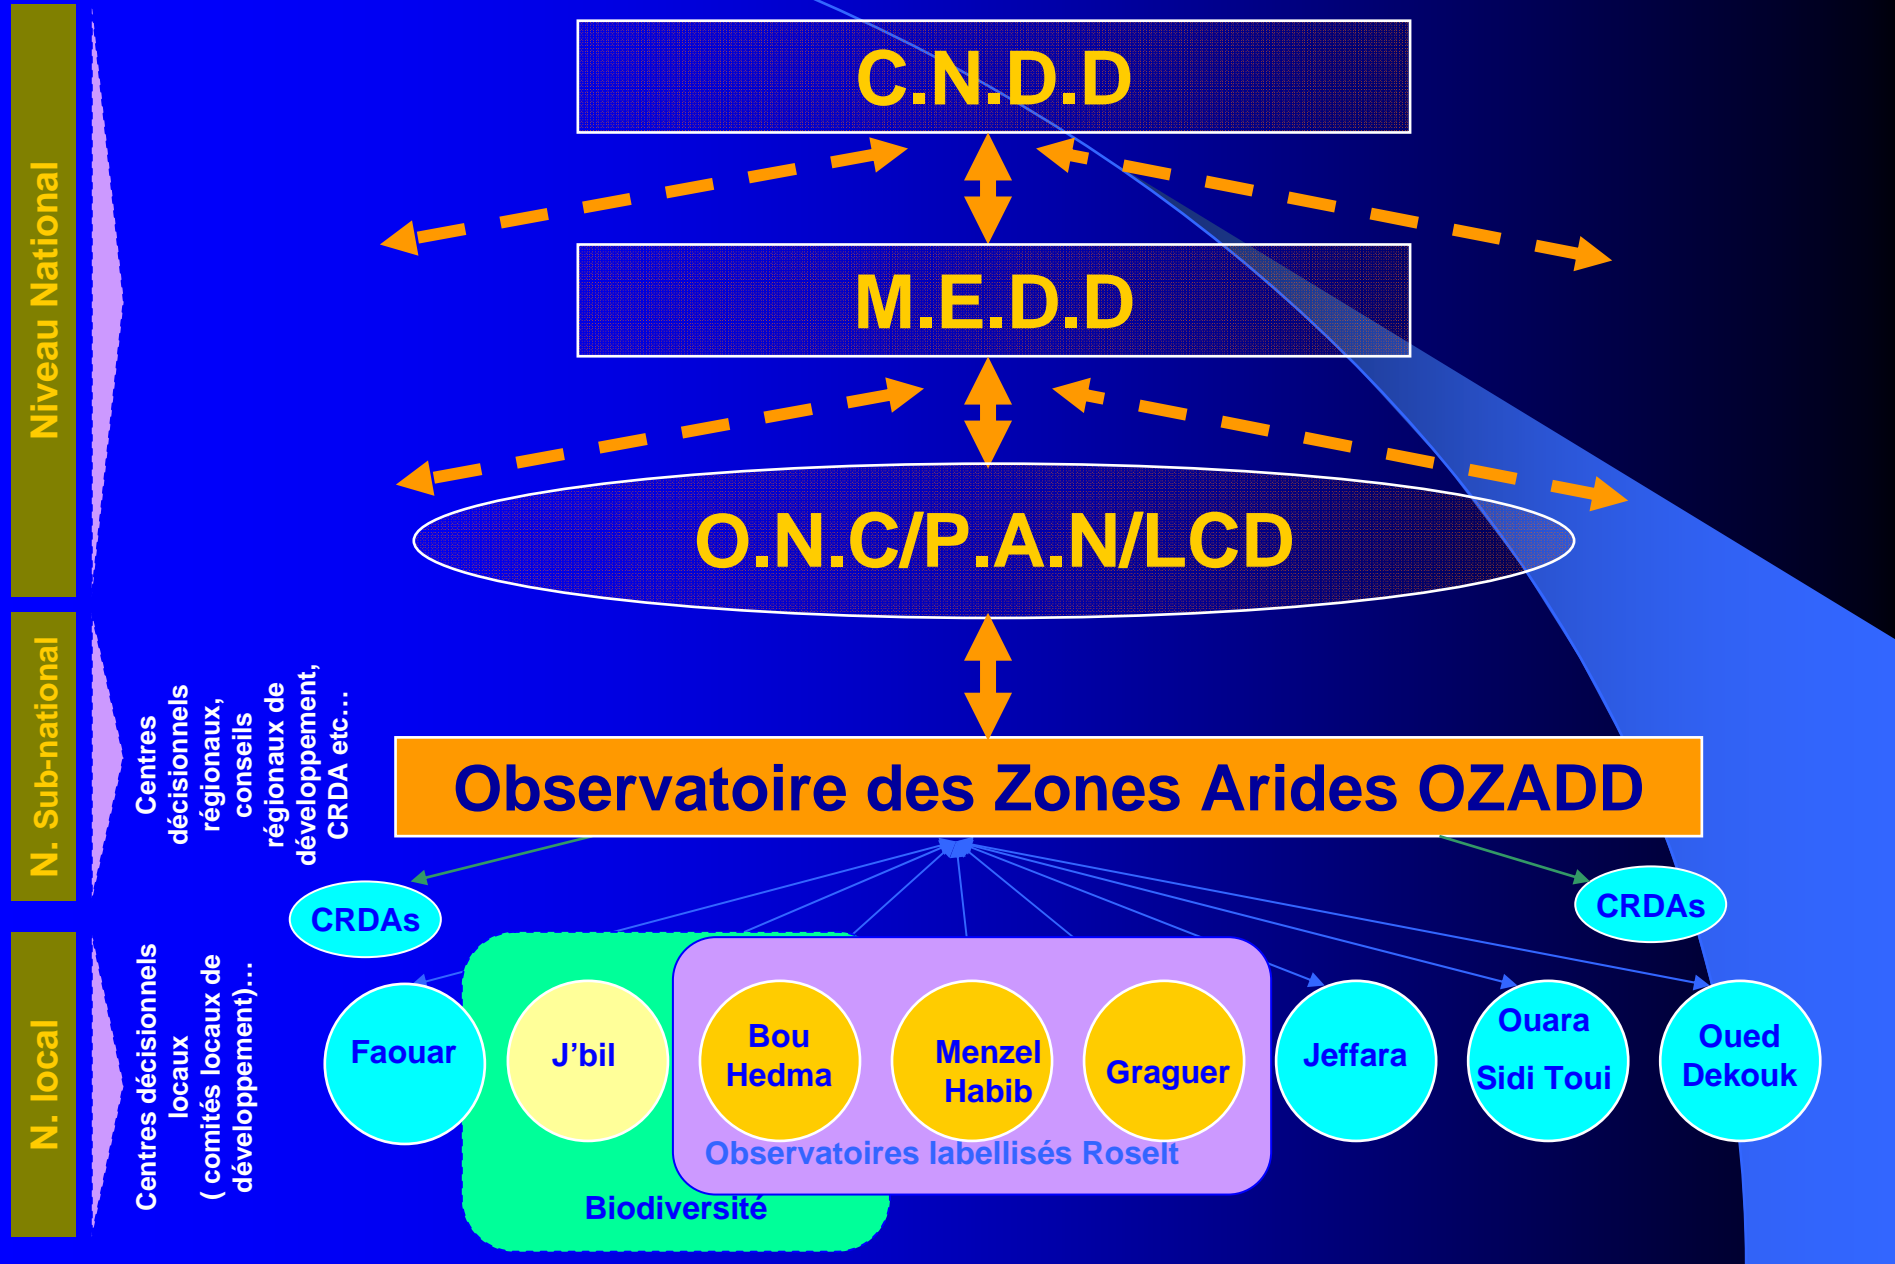 C.N.D.D
M.E.D.D
O.N.C/P.A.N/LCD
Niveau National
N. Sub-national
Centres
décisionnels
régionaux,
conseils
régionaux de
développement,
CRDA etc…
Observatoire des Zones Arides OZADD
CRDAs
CRDAs
N. local
Centres décisionnels
locaux
( comités locaux de
développement)…
Faouar
J’bil
Bou
Hedma
Menzel
Habib
Graguer
Jeffara
Ouara
Sidi Toui
Oued
Dekouk
Observatoires labellisés Roselt
Biodiversité